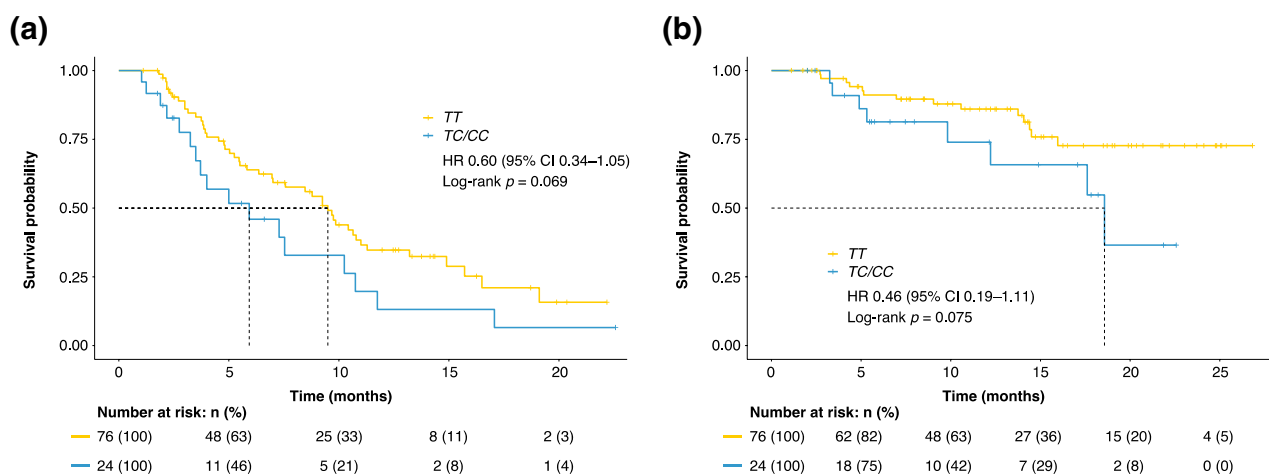 (a)
Survival probability
1.00
0.75
0.50
0.25
0.00
TT
TC/CC
HR 0.60 (95% CI 0.34–1.05)
Log-rank p = 0.069
0 5 10 15 20
Time (months)
Number at risk: n (%)
76 (100) 48 (63) 25 (33) 8 (11) 2 (3)
24 (100) 11 (46) 5 (21) 2 (8) 1 (4)
(b)
Survival probability
1.00
0.75
0.50
0.25
0.00
TT
TC/CC
HR 0.46 (95% CI 0.19–1.11)
Log-rank p = 0.075
0 5 10 15 20 25
Time (months)
Number at risk: n (%)
76 (100) 62 (82) 48 (63) 27 (36) 15 (20) 4 (5)
24 (100) 18 (75) 10 (42) 7 (29) 2 (8) 0 (0)